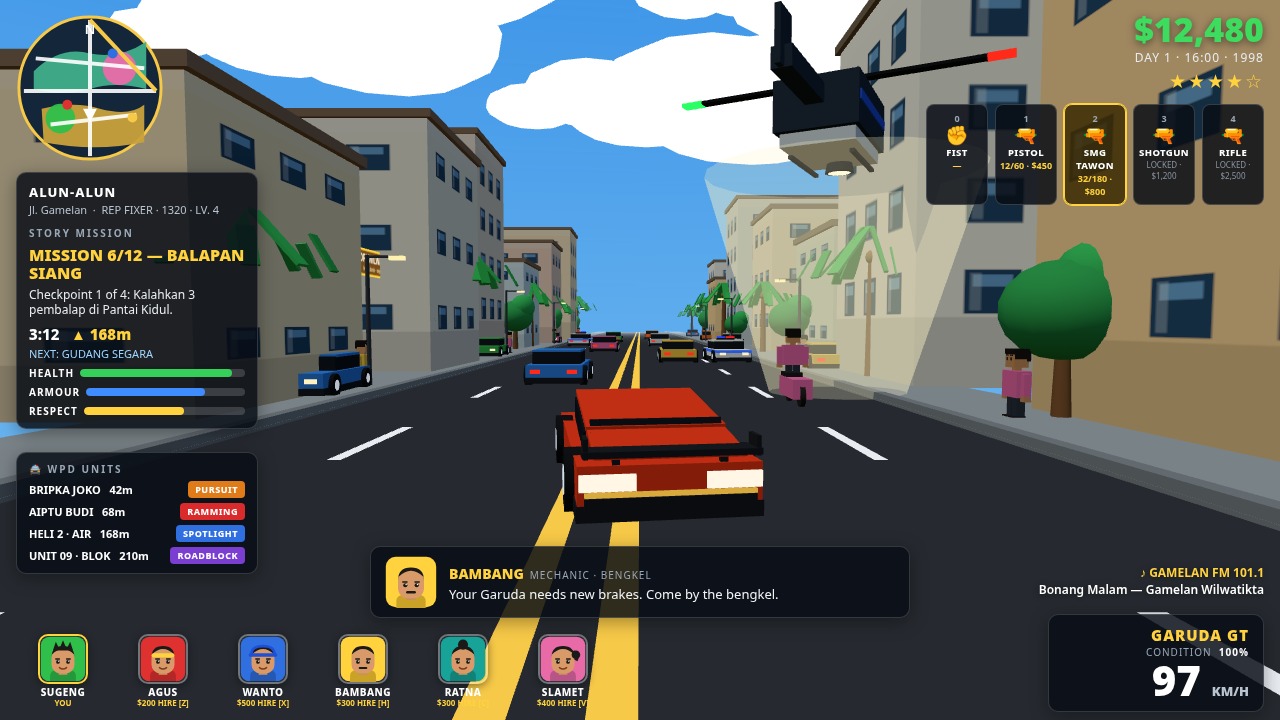 N
$12,480
DAY 1 · 16:00 · 1998
★★★★☆
0
FIST
—
1
PISTOL
12/60 · $450
2
SMG
TAWON
32/180 ·
$800
3
SHOTGUN
LOCKED ·
$1,200
4
RIFLE
LOCKED ·
$2,500
ALUN-ALUN
Jl. Gamelan · REP FIXER · 1320 · LV. 4
STORY MISSION
MISSION 6/12 — BALAPAN
SIANG
Checkpoint 1 of 4: Kalahkan 3
pembalap di Pantai Kidul.
3:12 ▲ 168m
NEXT: GUDANG SEGARA
HEALTH
ARMOUR
RESPECT
WPD UNITS
BRIPKA JOKO 42m PURSUIT
AIPTU BUDI 68m RAMMING
HELI 2 · AIR 168m SPOTLIGHT
UNIT 09 · BLOK 210m ROADBLOCK
BAMBANG MECHANIC · BENGKEL
Your Garuda needs new brakes. Come by the bengkel.
♪ GAMELAN FM 101.1
Bonang Malam — Gamelan Wilwatikta
GARUDA GT
CONDITION 100%
97 KM/H
SUGENG
YOU
AGUS
$200 HIRE [Z]
WANTO
$500 HIRE [X]
BAMBANG
$300 HIRE [H]
RATNA
$300
SLAMET
$400 HIRE [V]